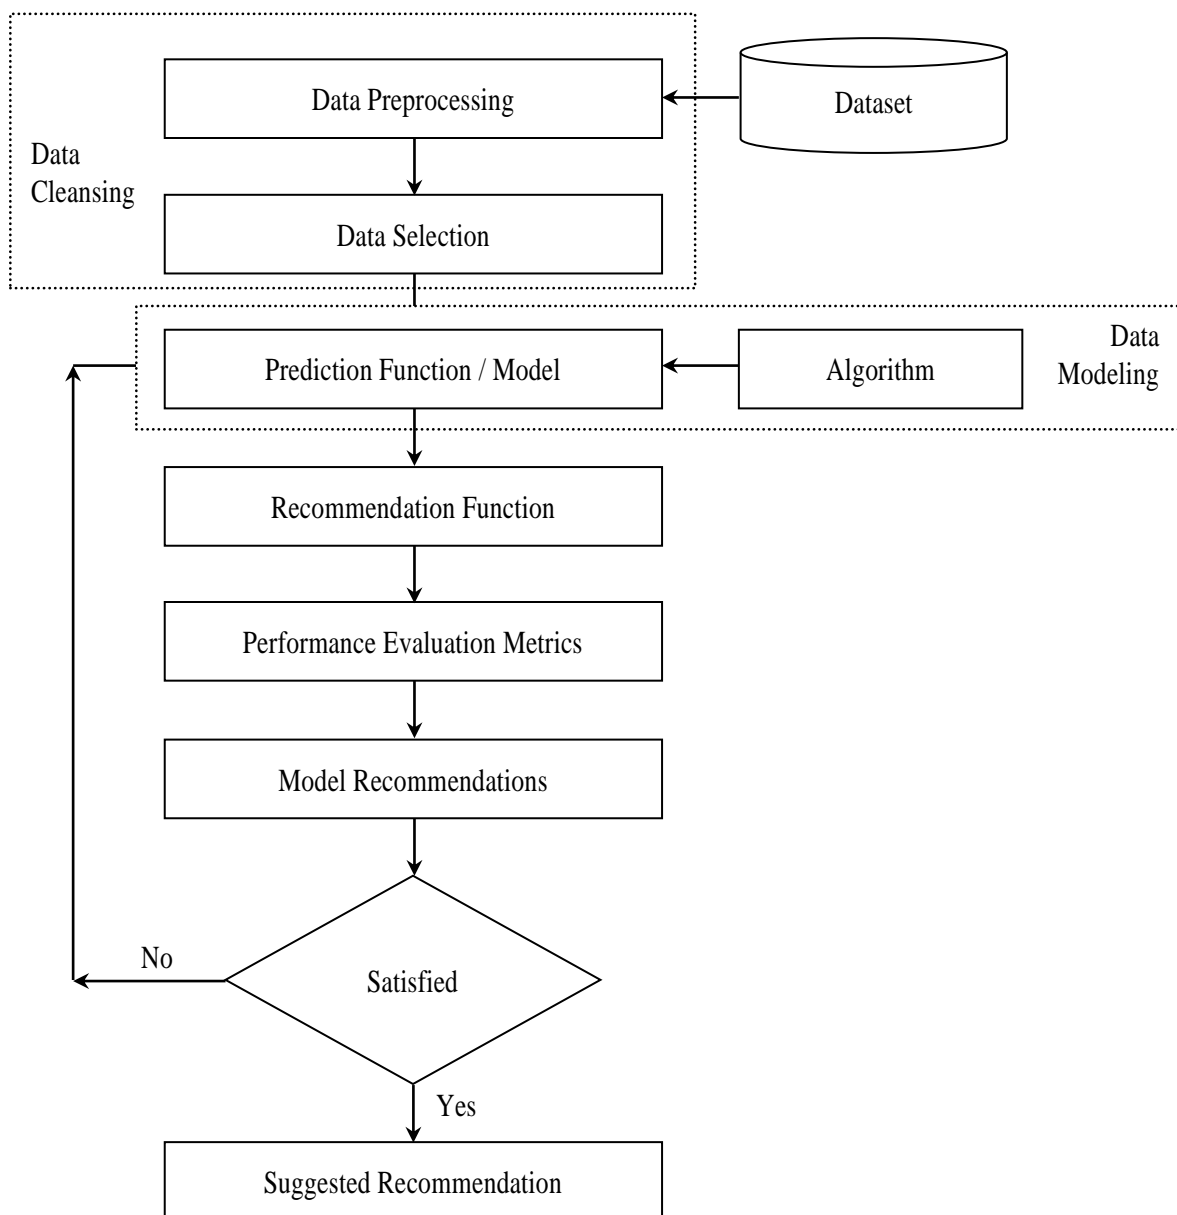 Data Preprocessing
Dataset
Data
Cleansing
Data Selection
Data
Modeling
Prediction Function / Model
Algorithm
Recommendation Function
Performance Evaluation Metrics
Model Recommendations
No
Satisfied
Yes
Suggested Recommendation